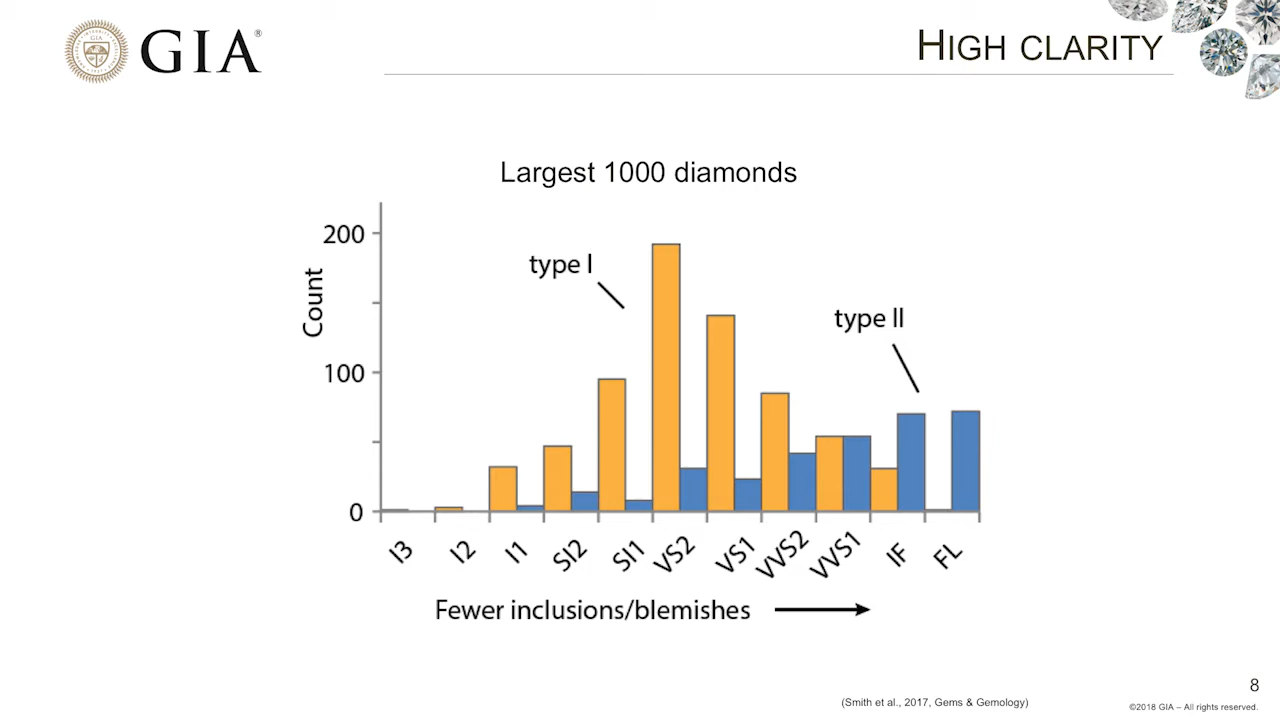 GIA®
HIGH CLARITY
Largest 1000 diamonds
200
100
0
Count
type I
type II
I3 I2 I1 SI2 SI1 VS2 VS1 VVS2 VVS1 IF FL
Fewer inclusions/blemishes
8
(Smith et al., 2017, Gems & Gemology)
©2018 GIA – All rights reserved.